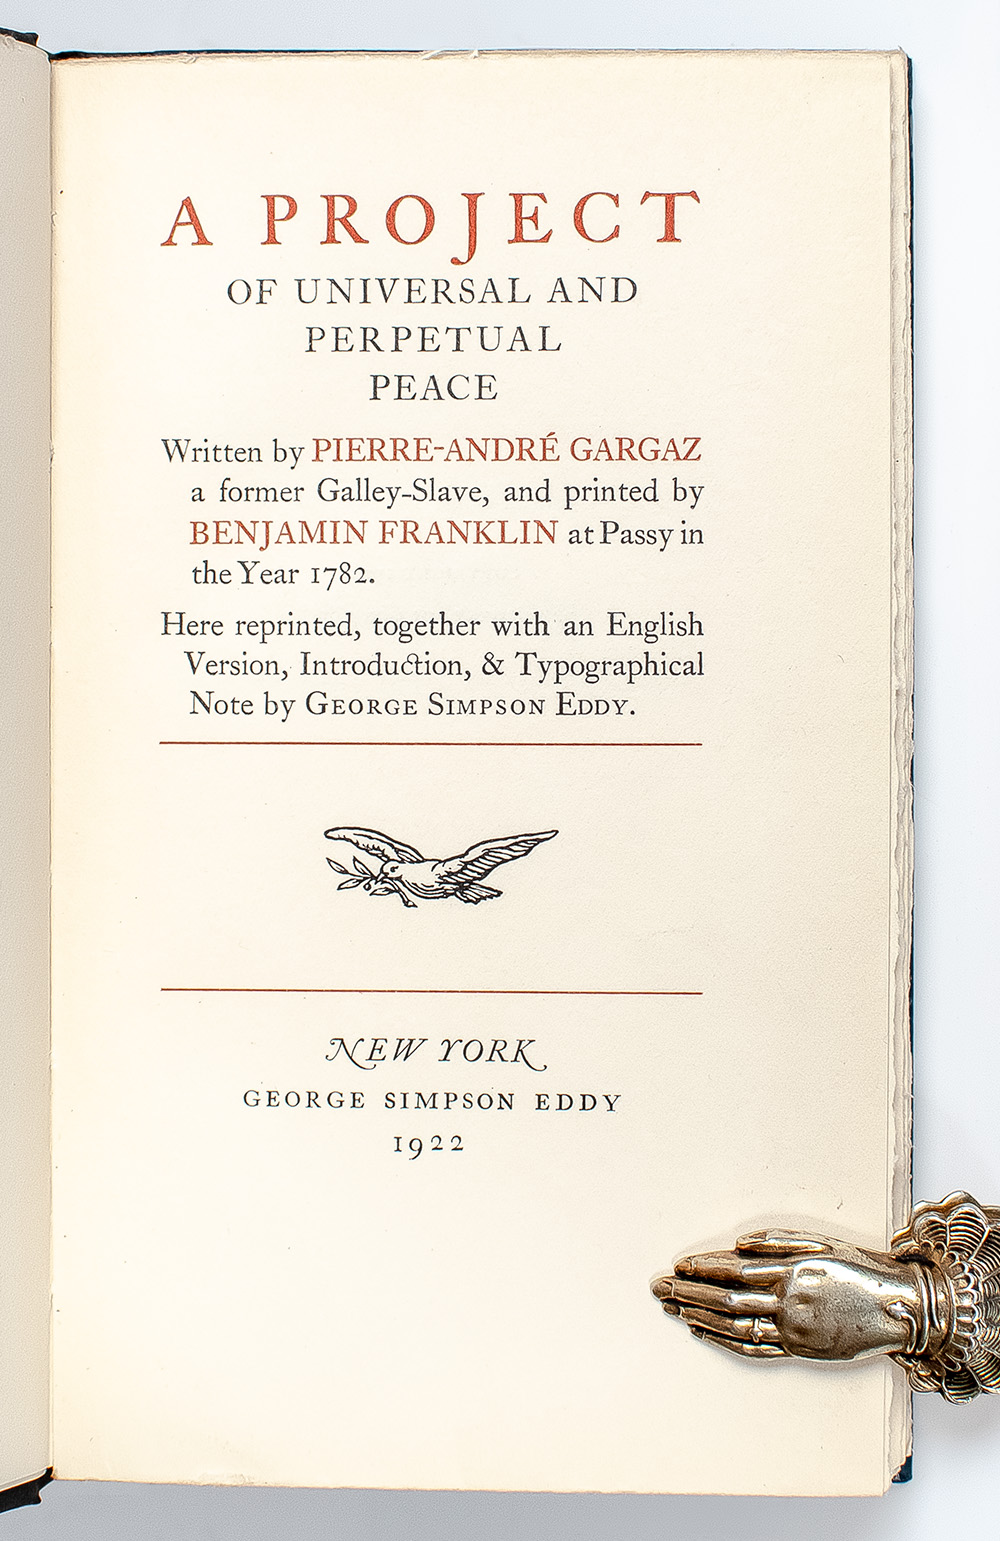 A PROJECT
OF UNIVERSAL AND
PERPETUAL
PEACE
Written by PIERRE-ANDRÉ GARGAZ
a former Galley-Slave, and printed by
BENJAMIN FRANKLIN at Passy in
the Year 1782.
Here reprinted, together with an English
Version, Introduction, & Typographical
Note by GEORGE SIMPSON EDDY.
NEW YORK
GEORGE SIMPSON EDDY
1922